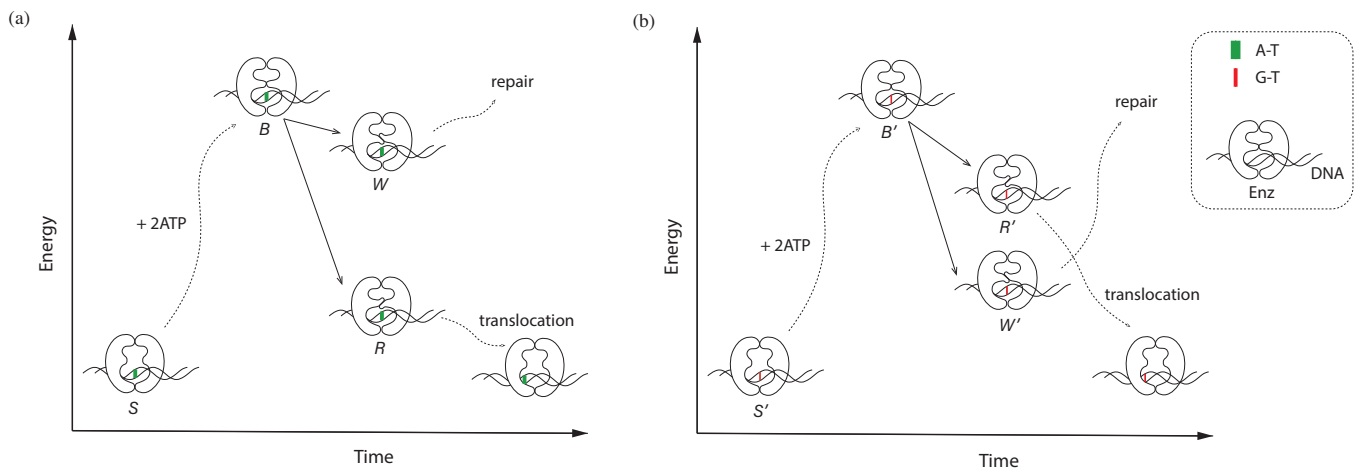 (a)
Energy
Time
S
+ 2ATP
B
W
repair
R
translocation
(b)
Energy
Time
S'
+ 2ATP
B'
R'
W'
repair
translocation
A-T
G-T
DNA
Enz